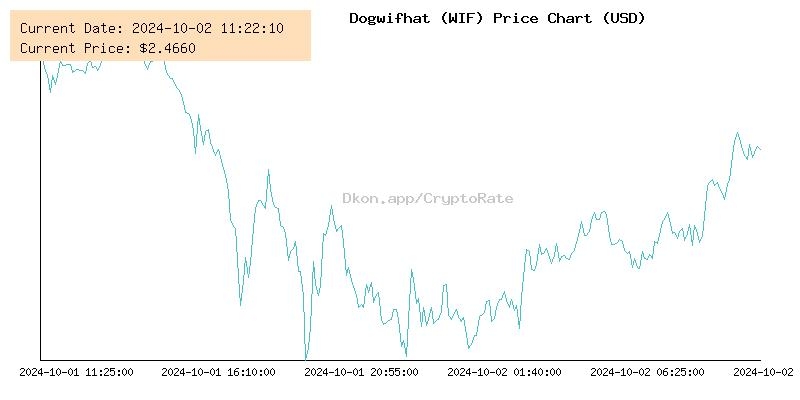 Dogwifhat (WIF) Price Chart (USD)
Current Date: 2024-10-02 11:22:10
Current Price: $2.4660
Dkon.app/CryptoRate
2024-10-01 11:25:00 2024-10-01 16:10:00 2024-10-01 20:55:00 2024-10-02 01:40:00 2024-10-02 06:25:00 2024-10-02